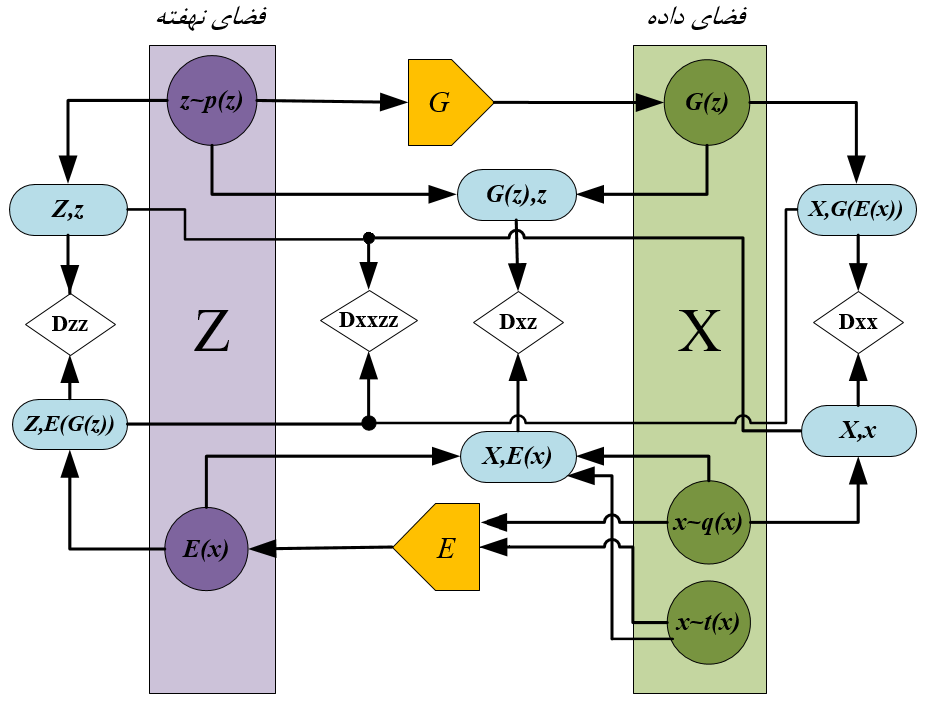 فضای نهفته
فضای داده
z~p(z)
G
G(z)
Z,z
G(z),z
X,G(E(x))
Dzz
Z
Dxxzz
Dxz
X
Dxx
Z,E(G(z))
X,E(x)
X,x
E(x)
E
x~q(x)
x~t(x)